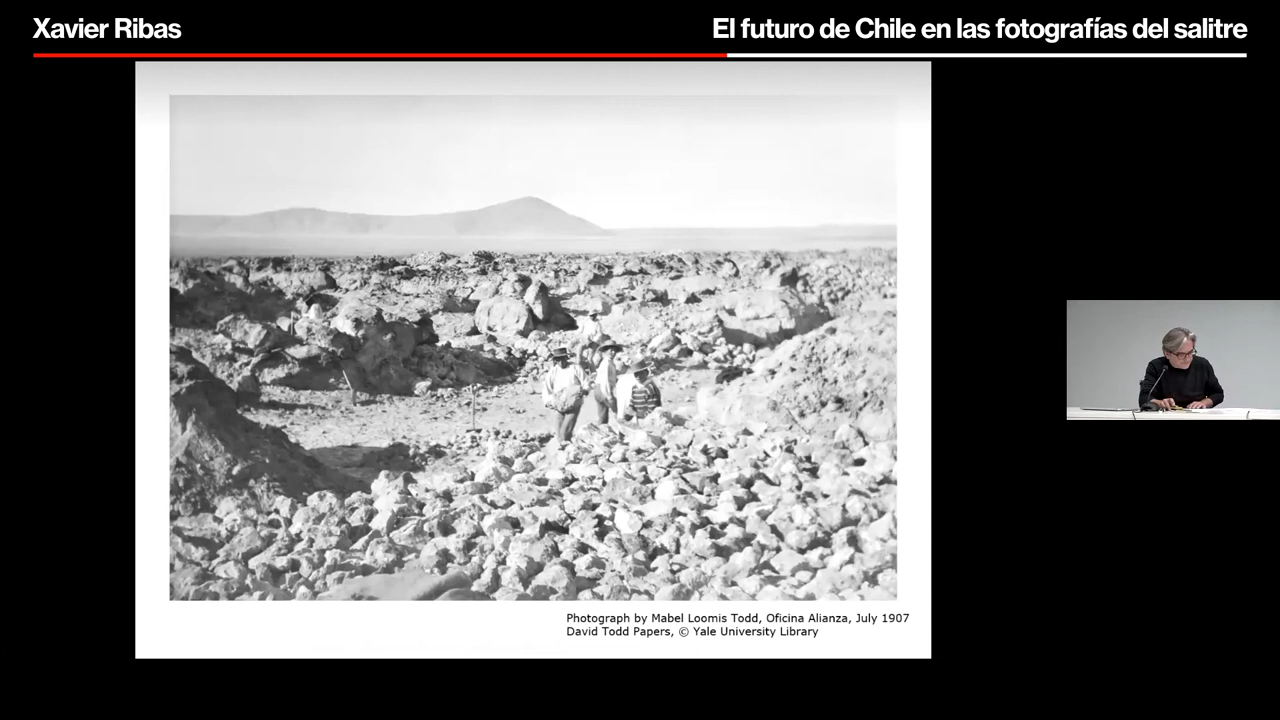 Xavier Ribas
El futuro de Chile en las fotografías del salitre
Photograph by Mabel Loomis Todd, Oficina Alianza, July 1907
David Todd Papers, © Yale University Library